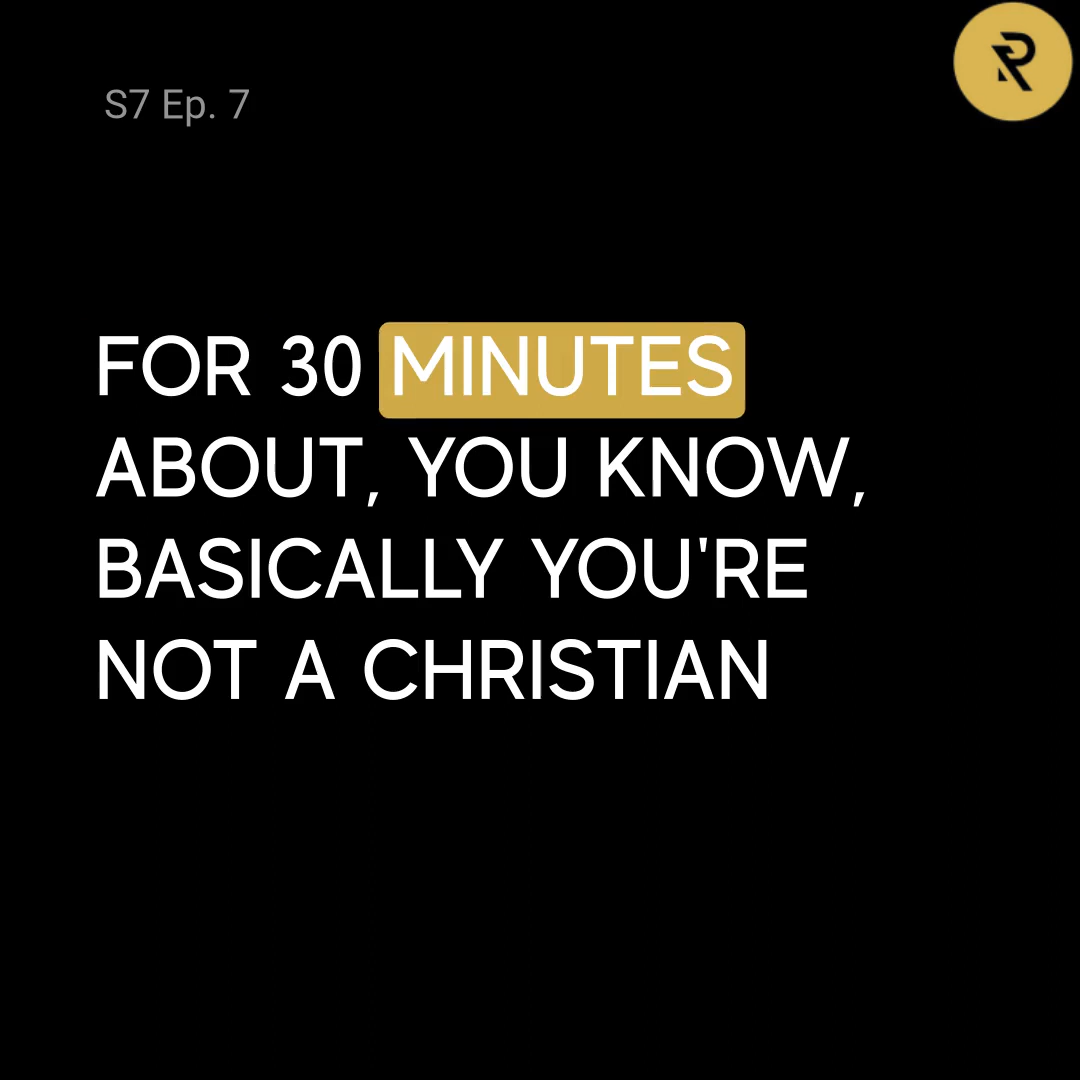 S7 Ep. 7
FOR 30 MINUTES
ABOUT, YOU KNOW,
BASICALLY YOU'RE
NOT A CHRISTIAN